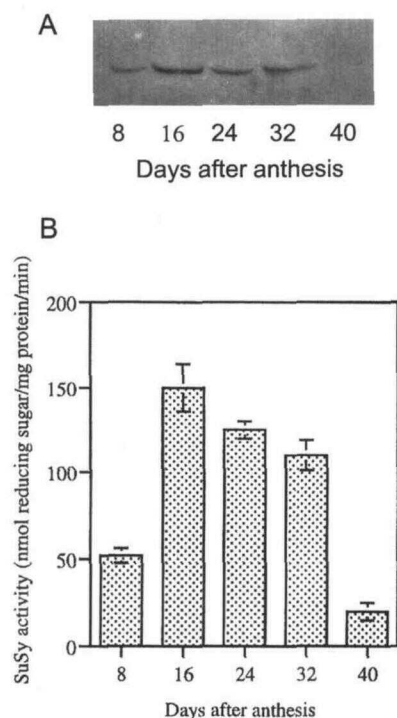 A
8 16 24 32 40
Days after anthesis
B
SuSy activity (nmol reducing sugar/mg protein/min)
200
150
100
50
0
8 16 24 32 40
Days after anthesis